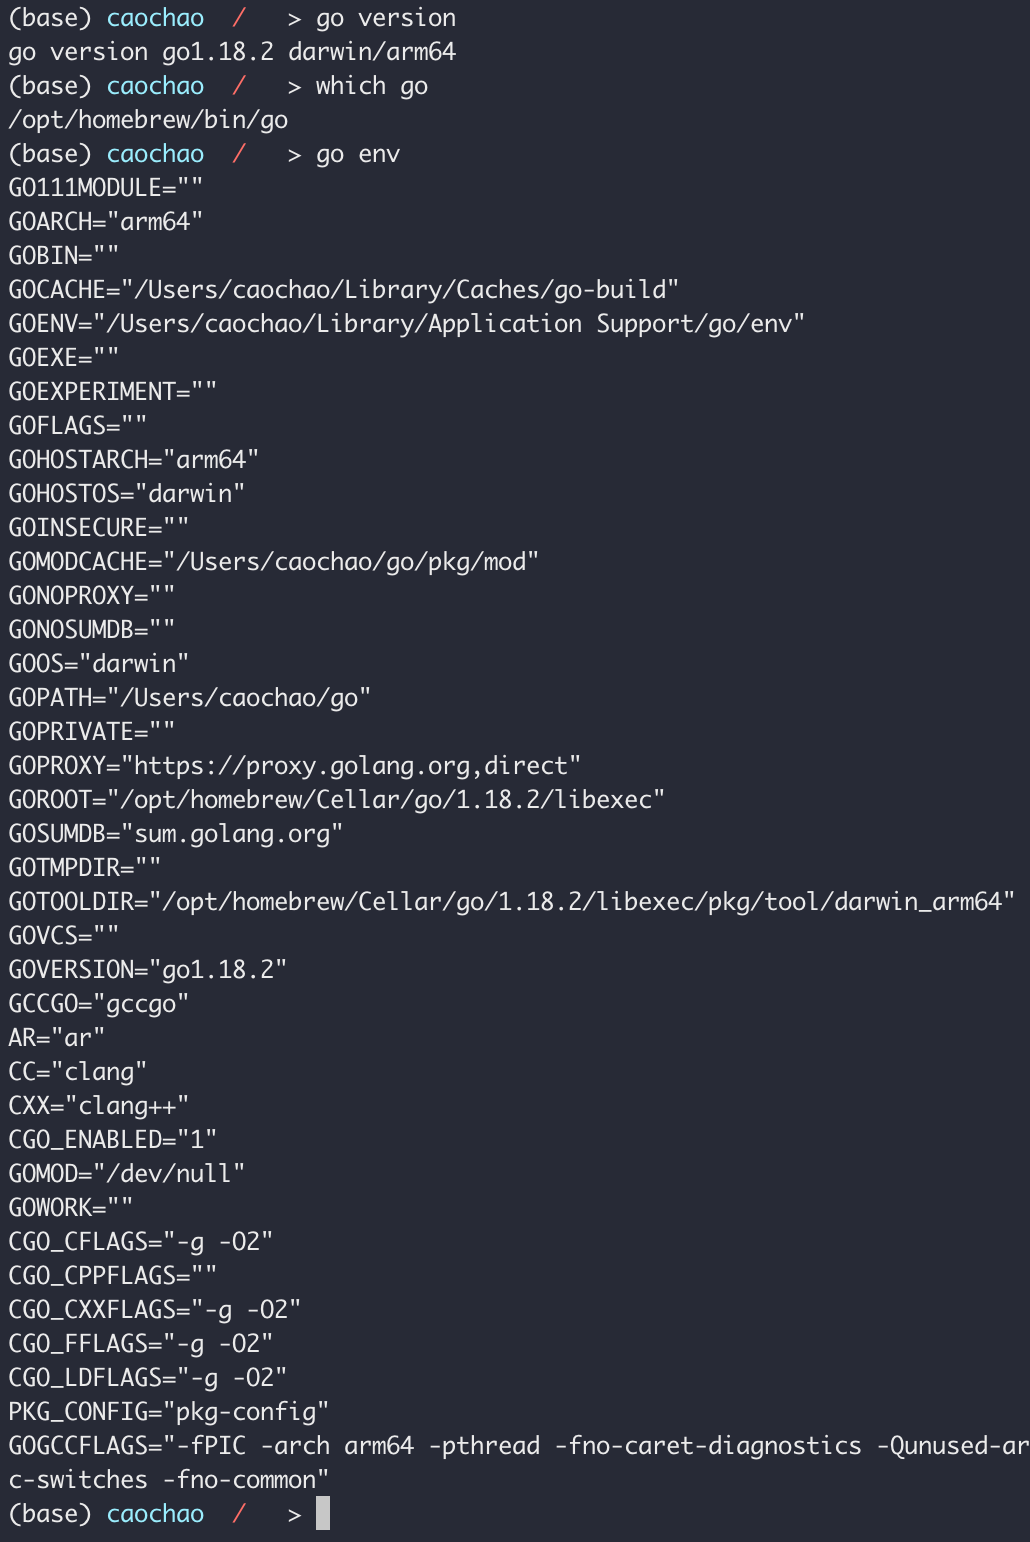 (base) caochao  /   > go version
go version go1.18.2 darwin/arm64
(base) caochao  /   > which go
/opt/homebrew/bin/go
(base) caochao  /   > go env
GO111MODULE=""
GOARCH="arm64"
GOBIN=""
GOCACHE="/Users/caochao/Library/Caches/go-build"
GOENV="/Users/caochao/Library/Application Support/go/env"
GOEXE=""
GOEXPERIMENT=""
GOFLAGS=""
GOHOSTARCH="arm64"
GOHOSTOS="darwin"
GOINSECURE=""
GOMODCACHE="/Users/caochao/go/pkg/mod"
GONOPROXY=""
GONOSUMDB=""
GOOS="darwin"
GOPATH="/Users/caochao/go"
GOPRIVATE=""
GOPROXY="https://proxy.golang.org,direct"
GOROOT="/opt/homebrew/Cellar/go/1.18.2/libexec"
GOSUMDB="sum.golang.org"
GOTMPDIR=""
GOTOOLDIR="/opt/homebrew/Cellar/go/1.18.2/libexec/pkg/tool/darwin_arm64"
GOVCS=""
GOVERSION="go1.18.2"
GCCGO="gccgo"
AR="ar"
CC="clang"
CXX="clang++"
CGO_ENABLED="1"
GOMOD="/dev/null"
GOWORK=""
CGO_CFLAGS="-g -O2"
CGO_CPPFLAGS=""
CGO_CXXFLAGS="-g -O2"
CGO_FFLAGS="-g -O2"
CGO_LDFLAGS="-g -O2"
PKG_CONFIG="pkg-config"
GOGCCFLAGS="-fPIC -arch arm64 -pthread -fno-caret-diagnostics -Qunused-ar
c-switches -fno-common"
(base) caochao  /   >